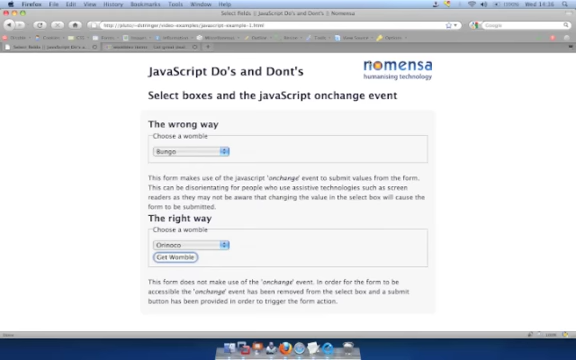 Firefox File Edit View History Bookmarks Tools Window Help
Select fields // JavaScript Do's and Dont's | Nomensa
JavaScript Do's and Dont's
nomensa
humanising technology
Select boxes and the javaScript onchange event
The wrong way
Choose a womble
Bungo
This form makes use of the javascript 'onchange' event to submit values from the form.
This can be disorientating for people who use assistive technologies such as screen
readers as they may not be aware that changing the value in the select box will cause the
form to be submitted.
The right way
Choose a womble
Orinoco
Get Womble
This form does not make use of the 'onchange' event. In order for the form to be
accessible the 'onchange' event has been removed from the select box and a submit
button has been provided in order to trigger the form action.